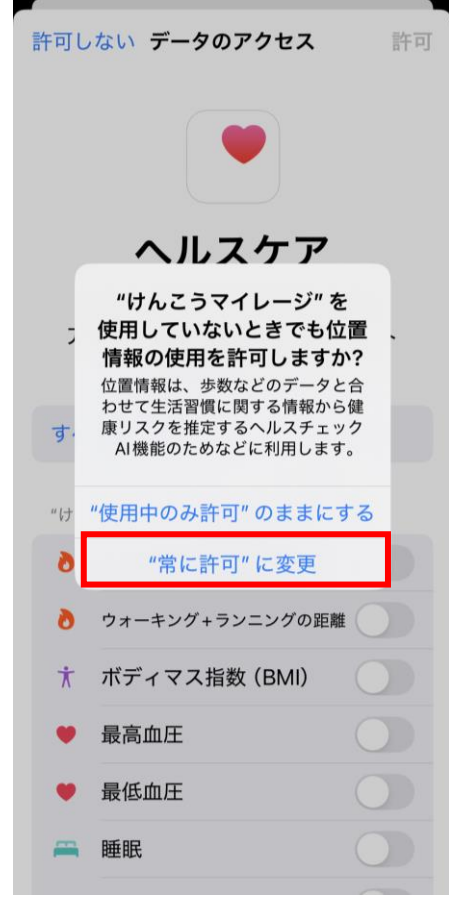 許可しない データのアクセス 許可
ヘルスケア
“けんこうマイレージ” を
使用していないときでも位置
情報の使用を許可しますか?
位置情報は、歩数などのデータと合
わせて生活習慣に関する情報から健
康リスクを推定するヘルスチェック
AI機能のためなどに利用します。
す
“使用中のみ許可” のままにする
“け
“常に許可” に変更
ウォーキング+ランニングの距離
ボディマス指数（BMI）
最高血圧
最低血圧
睡眠